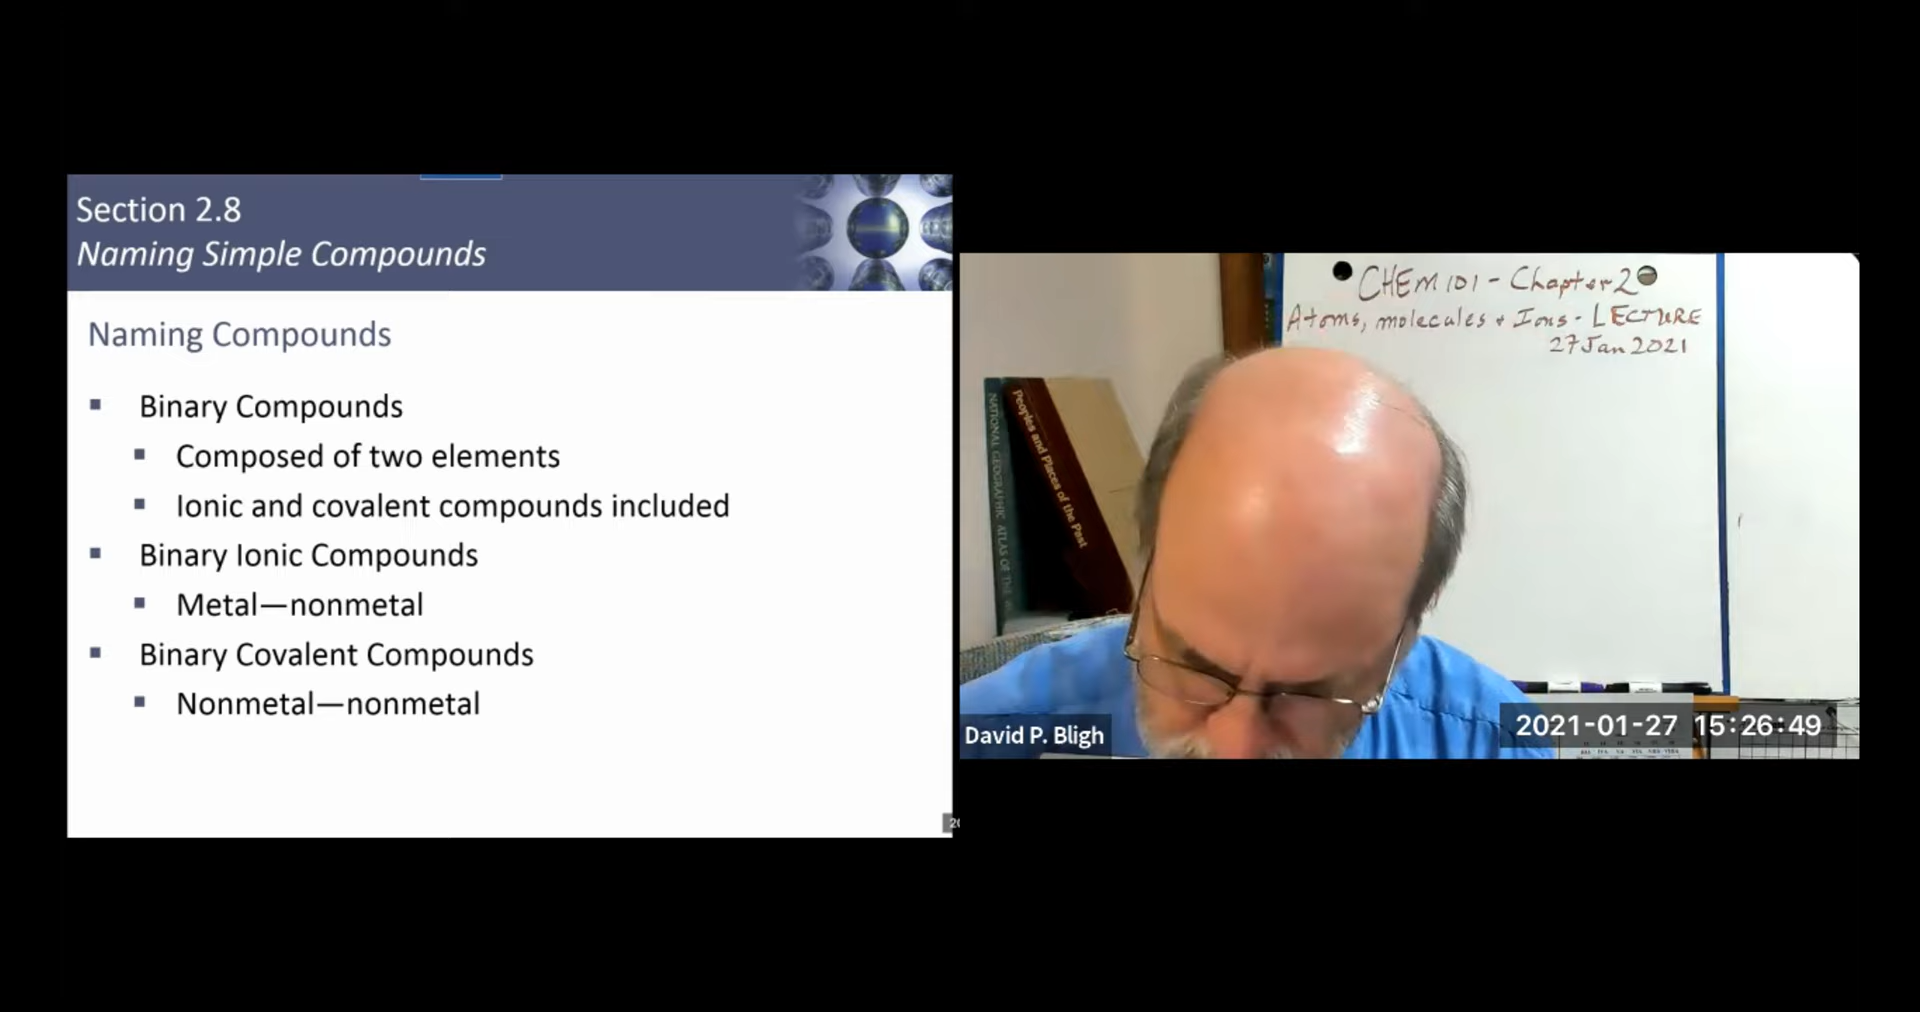 Section 2.8
Naming Simple Compounds
Naming Compounds
▪ Binary Compounds
▪ Composed of two elements
▪ Ionic and covalent compounds included
▪ Binary Ionic Compounds
▪ Metal—nonmetal
▪ Binary Covalent Compounds
▪ Nonmetal—nonmetal
CHEM 101 - Chapter 2
Atoms, molecules + Ions - LECTURE
27 Jan 2021
NATIONAL GEOGRAPHIC ATLAS OF THE
Peoples and Places of the Past
David P. Bligh
2021-01-27 15:26:49